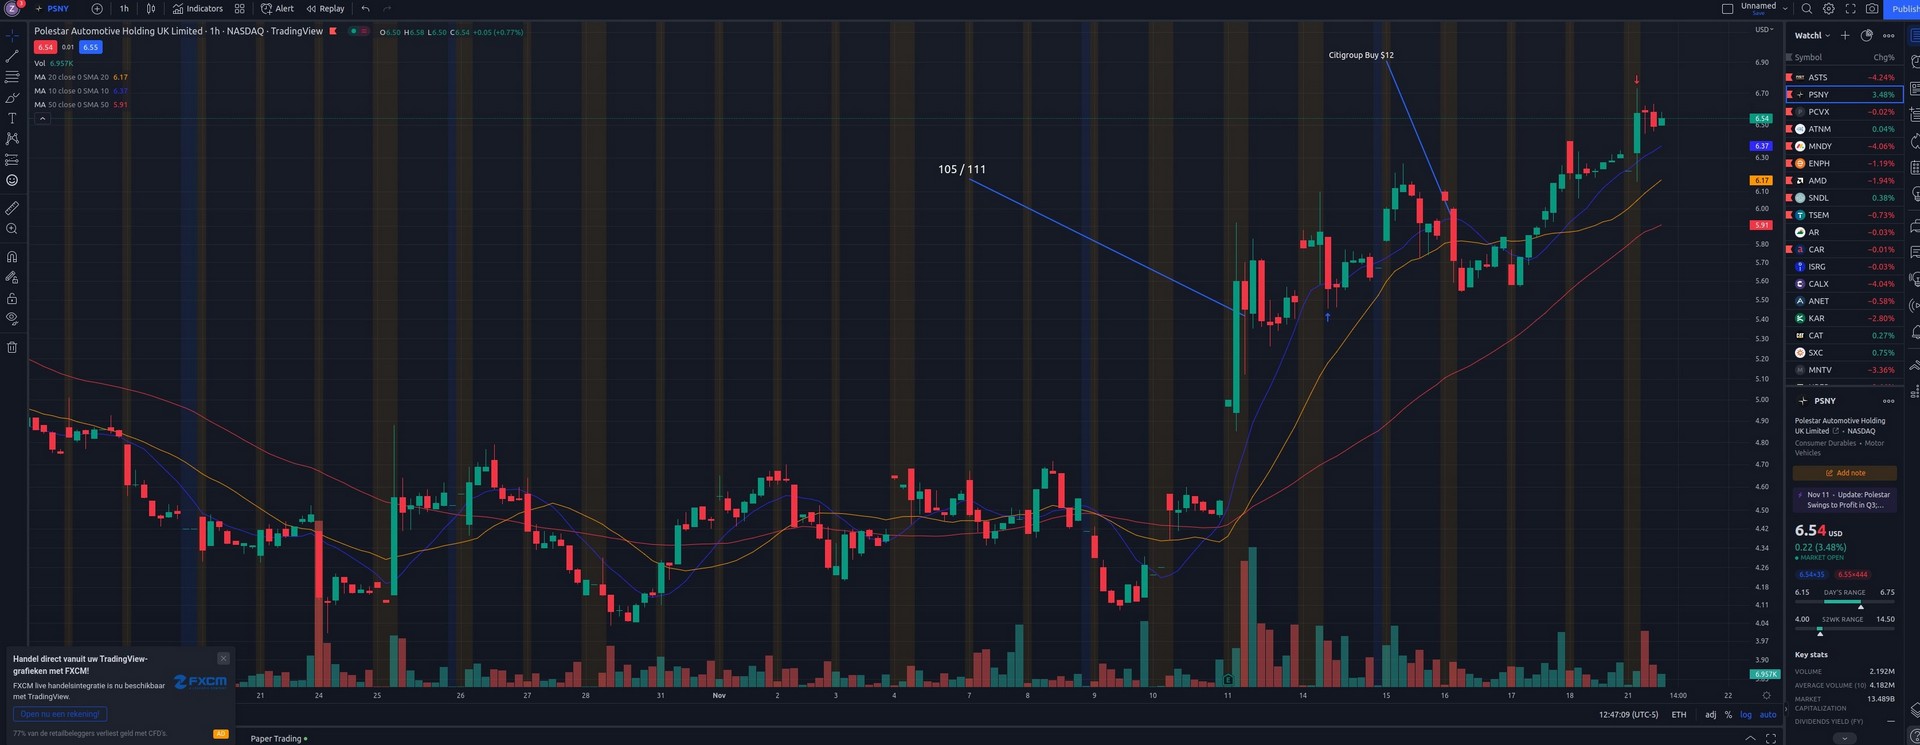 PSNY
1h
Indicators
Alert
Replay
Unnamed
Save
Publish
Polestar Automotive Holding UK Limited · 1h · NASDAQ · TradingView
O6.50 H6.58 L6.50 C6.54 +0.05 (+0.77%)
6.54 0.01 6.55
Vol 6.957K
MA 20 close 0 SMA 20 6.17
MA 10 close 0 SMA 10 6.37
MA 50 close 0 SMA 50 5.91
Citigroup Buy $12
105 / 111
USD
6.90
6.70
6.54
6.50
6.37
6.30
6.17
6.10
6.00
5.91
5.80
5.70
5.60
5.50
5.40
5.30
5.20
5.10
5.00
4.90
4.80
4.70
4.60
4.50
4.42
4.34
4.26
4.18
4.11
4.04
3.97
3.90
6.957K
21 24 25 26 27 28 31 Nov 2 3 4 7 8 9 10 11 14 15 16 17 18 21 14:00 22
12:47:09 (UTC-5) ETH adj % log auto
Paper Trading
Handel direct vanuit uw TradingView-
grafieken met FXCM!
FXCM live handelsintegratie is nu beschikbaar
met TradingView.
FXCM
Open nu een rekening!
77% van de retailbeleggers verliest geld met CFD's.
AD
Watchl
Symbol Chg%
ASTS −4.24%
PSNY 3.48%
PCVX −0.02%
ATNM 0.04%
MNDY −4.06%
ENPH −1.19%
AMD −1.94%
SNDL 0.38%
TSEM −0.73%
AR −0.03%
CAR −0.01%
ISRG −0.03%
CALX −4.04%
ANET −0.58%
KAR −2.80%
CAT 0.27%
SXC 0.75%
MNTV −3.36%
PSNY
Polestar Automotive Holding
UK Limited • NASDAQ
Consumer Durables • Motor
Vehicles
Add note
Nov 11 · Update: Polestar
Swings to Profit in Q3;...
6.54 USD
0.22 (3.48%)
MARKET OPEN
6.54×35 6.55×444
6.15 DAY'S RANGE 6.75
4.00 52WK RANGE 14.50
Key stats
VOLUME 2.192M
AVERAGE VOLUME (10) 4.182M
MARKET CAPITALIZATION 13.489B
DIVIDENDS YIELD (FY) —